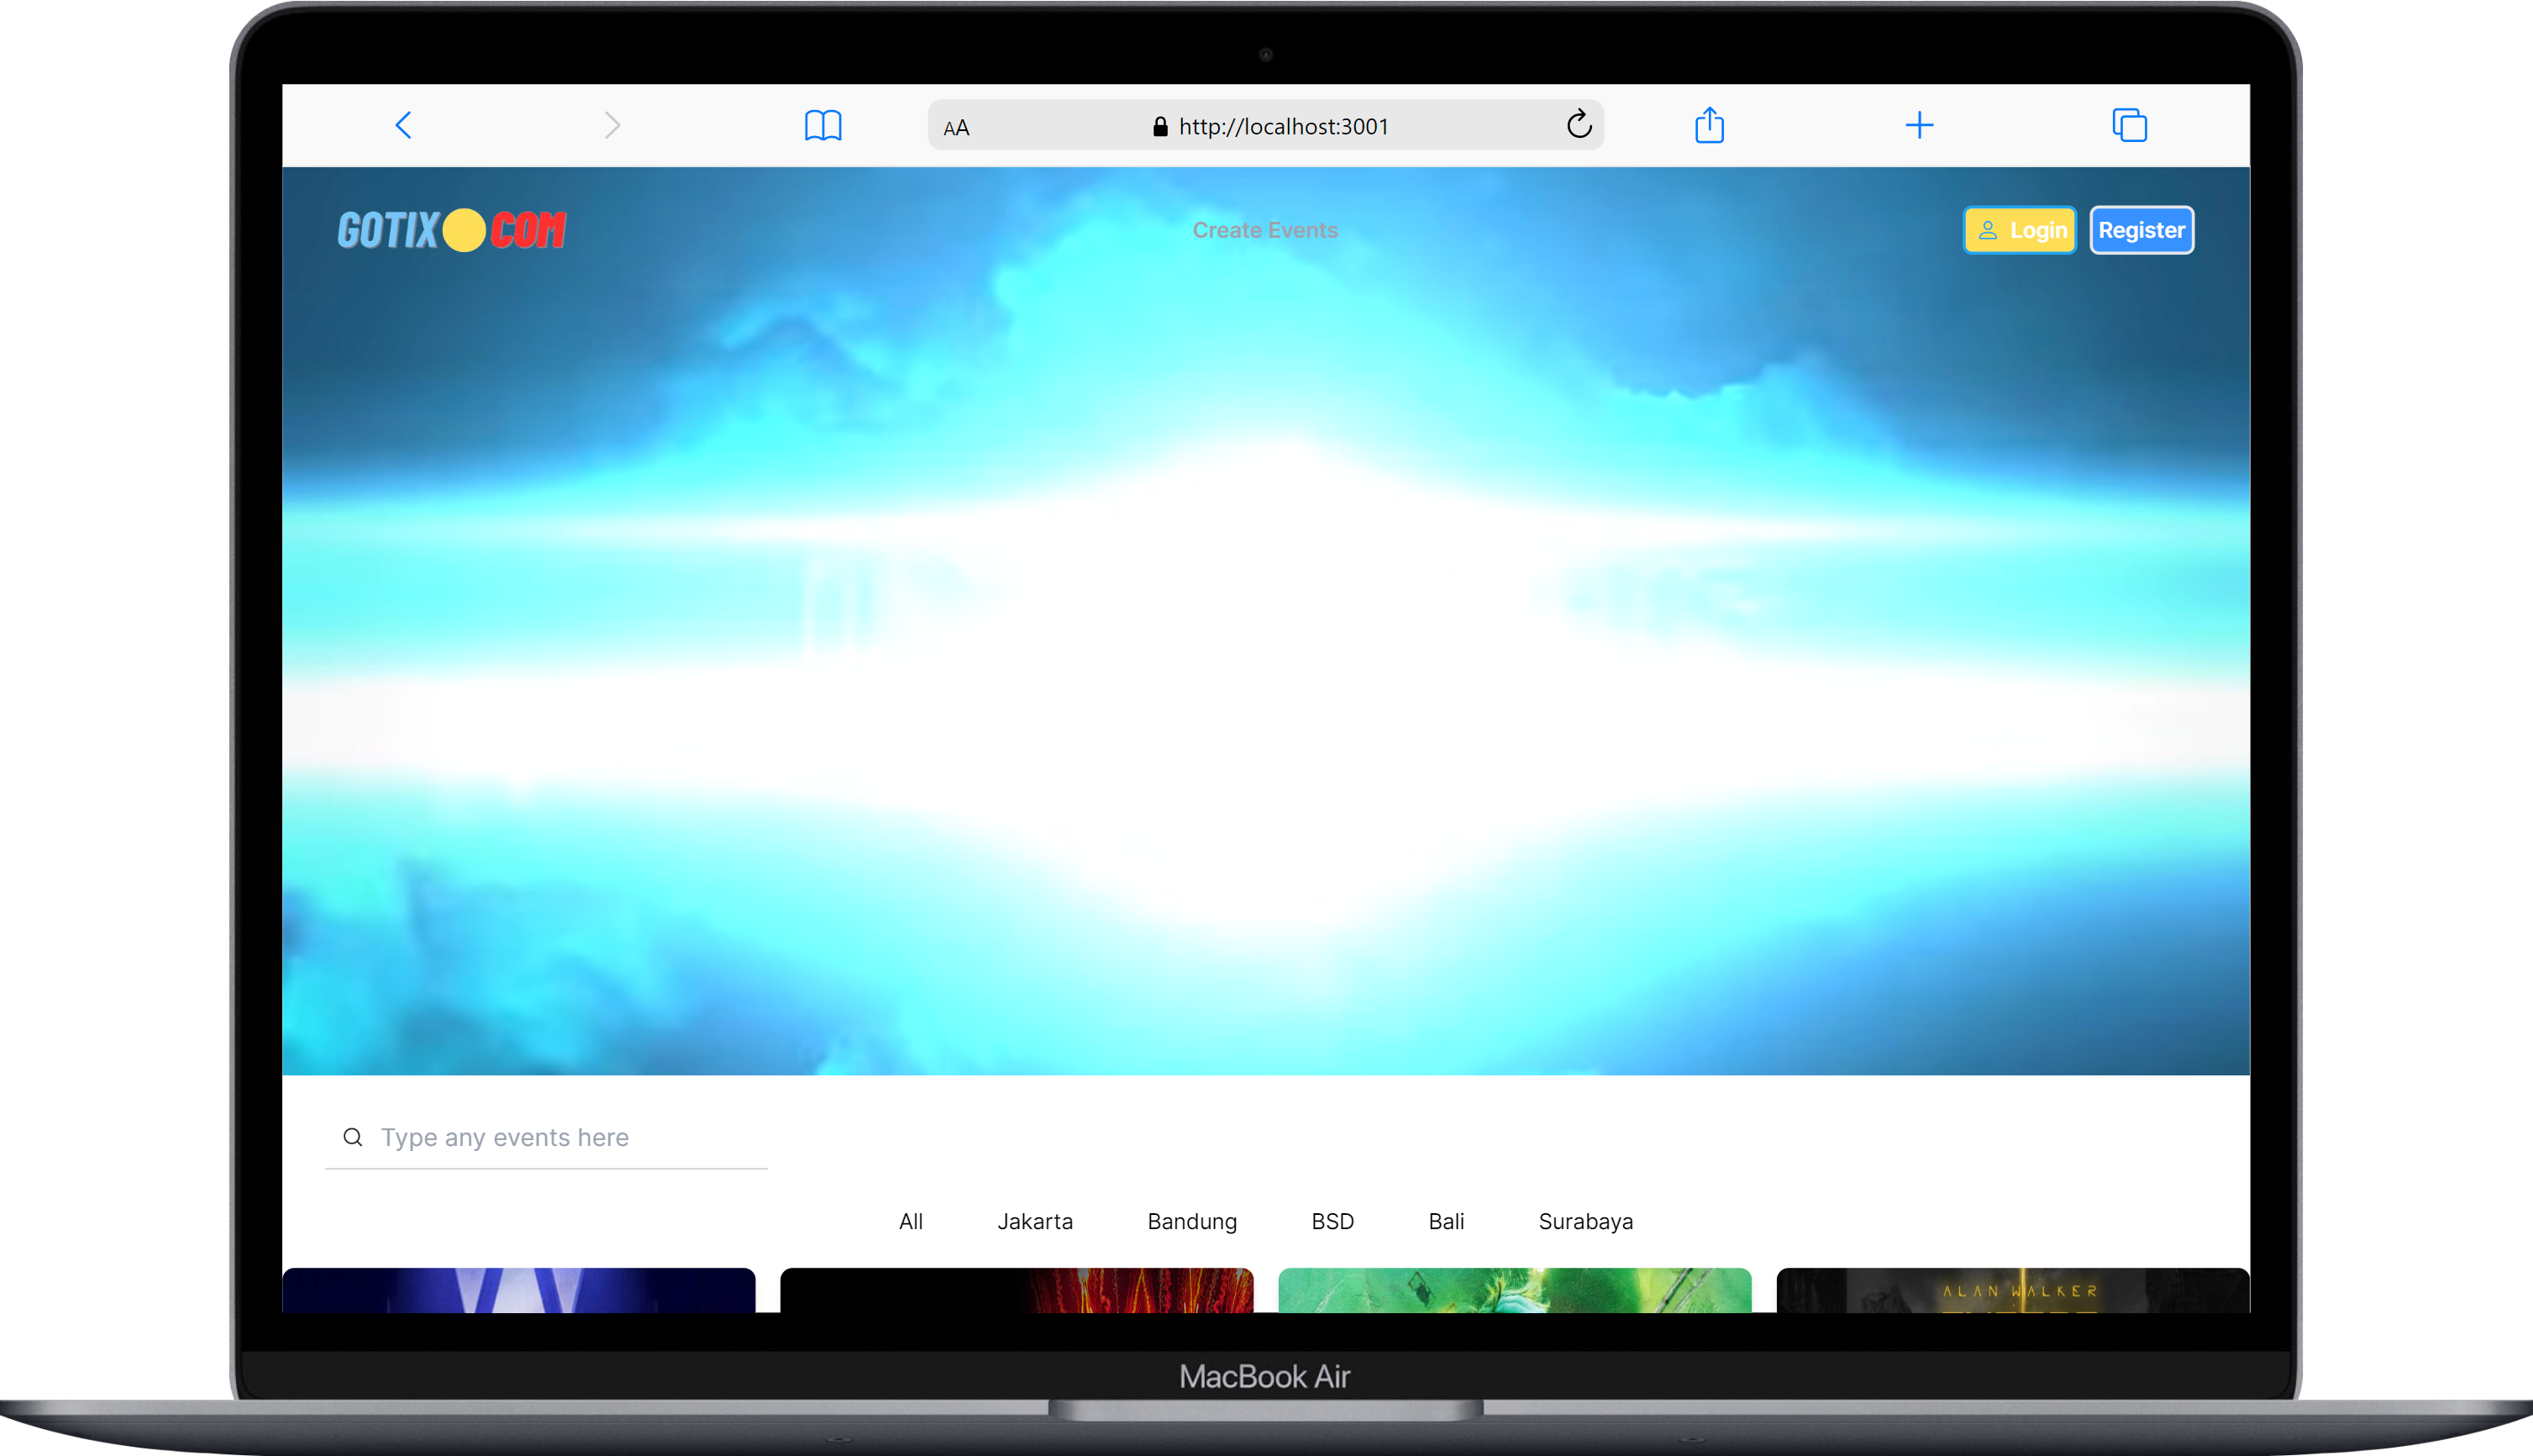 AA http://localhost:3001
GOTIX COM Create Events Login Register
Type any events here
All Jakarta Bandung BSD Bali Surabaya
ALAN WALKER
MacBook Air